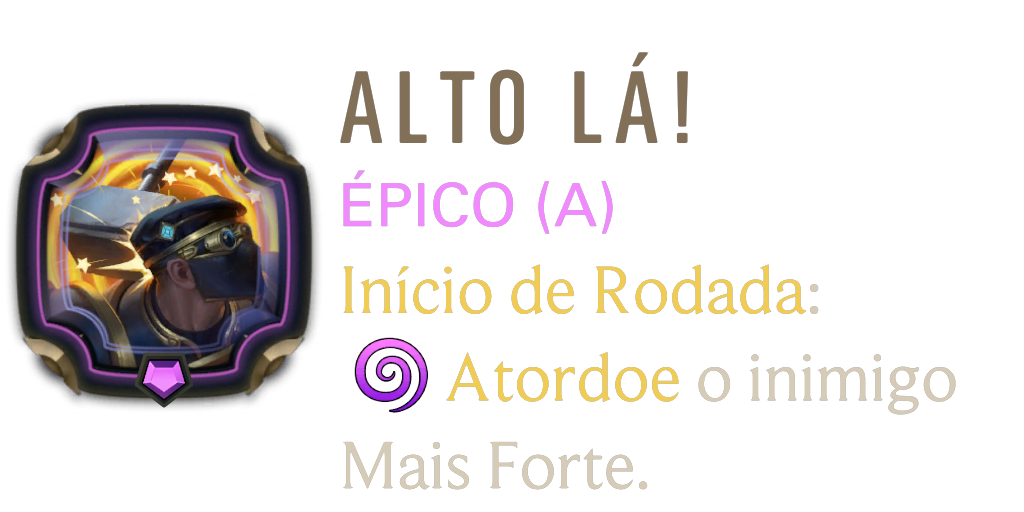 ALTO LÁ!
ÉPICO (A)
Início de Rodada:
Atordoe o inimigo
Mais Forte.